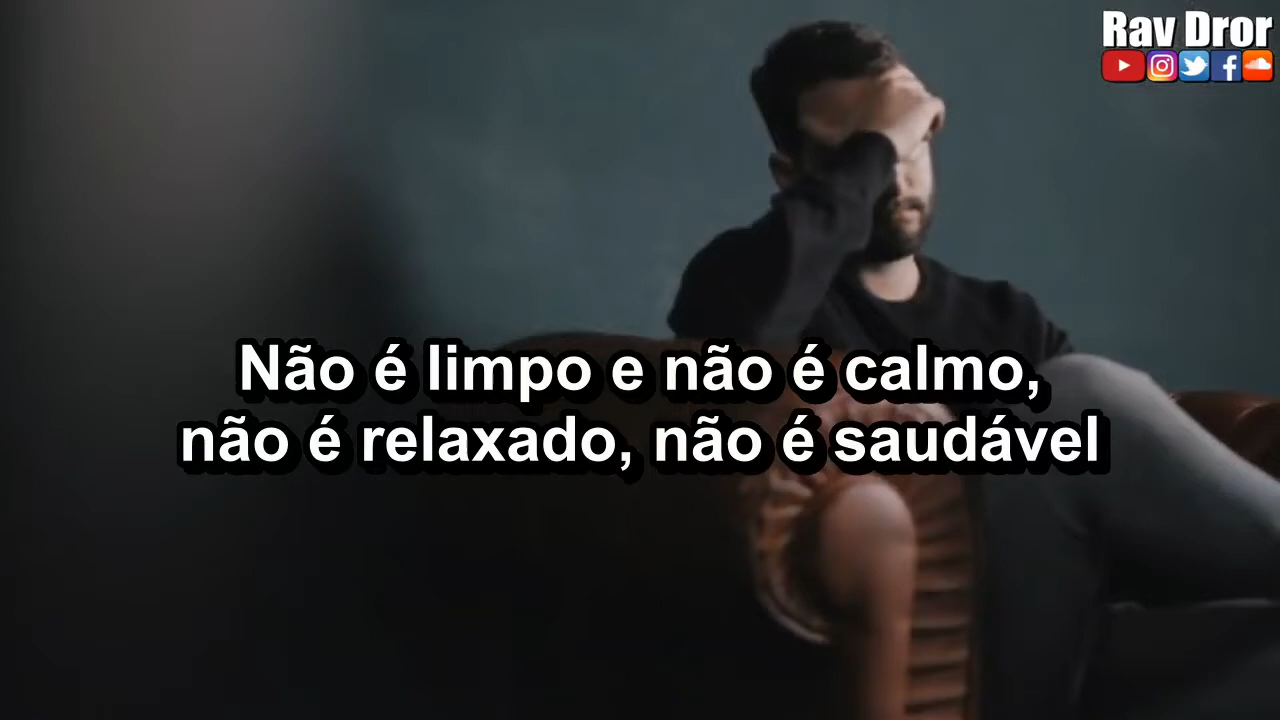 Rav Dror
Não é limpo e não é calmo,
não é relaxado, não é saudável